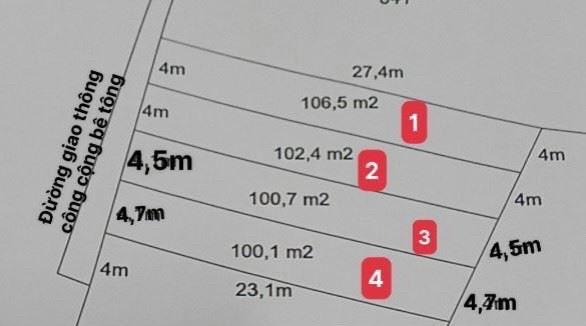 27,4m
4m
106,5 m2
1
4m
4m
102,4 m2
2
4m
4,5m
100,7 m2
3
4,5m
4,7m
100,1 m2
4
4,7m
4m
23,1m
Đường giao thông
công cộng bê tông